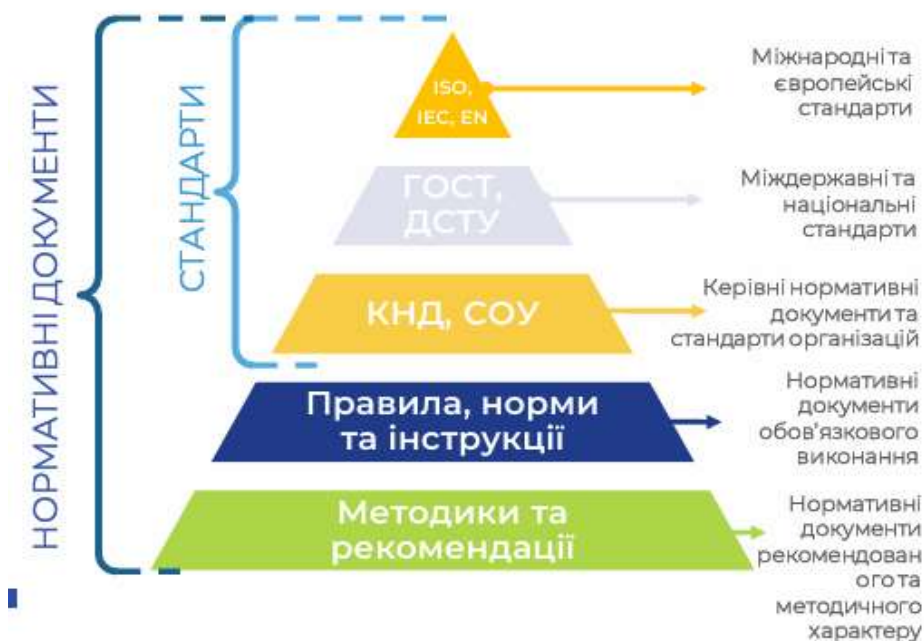 НОРМАТИВНІ ДОКУМЕНТИ
СТАНДАРТИ
ISO,
IEC, EN
Міжнародні та
європейські
стандарти
ГОСТ,
ДСТУ
Міждержавні та
національні
стандарти
КНД, СОУ
Керівні нормативні
документи та
стандарти організацій
Правила, норми
та інструкції
Нормативні
документи
обов'язкового
виконання
Методики та
рекомендації
Нормативні
документи
рекомендован
ого та
методичного
характеру